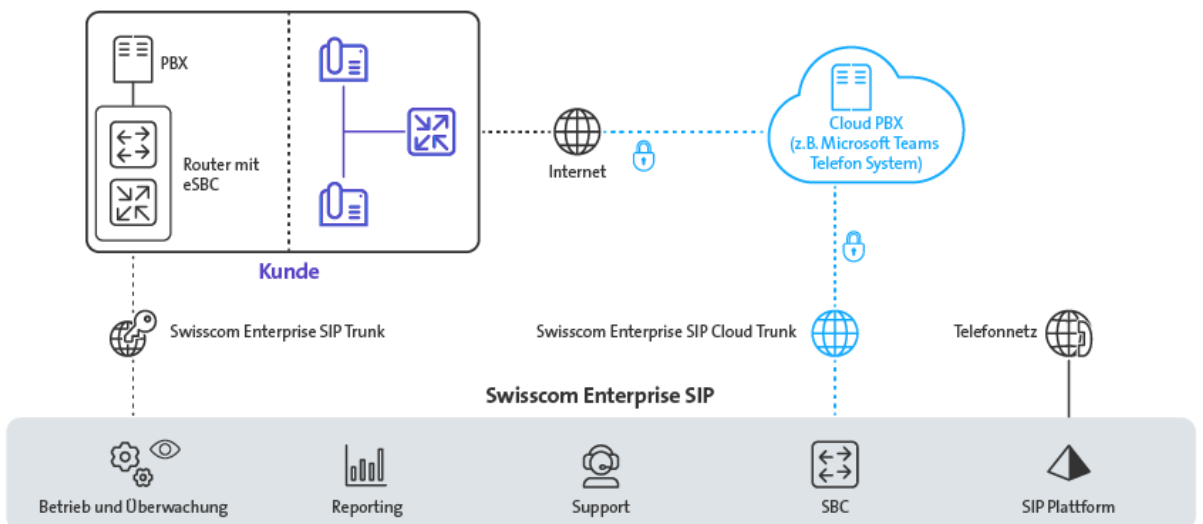 PBX
Router mit
eSBC
Kunde
Internet
Cloud PBX
(z.B. Microsoft Teams
Telefon System)
Swisscom Enterprise SIP Trunk
Swisscom Enterprise SIP Cloud Trunk
Telefonnetz
Swisscom Enterprise SIP
Betrieb und Überwachung
Reporting
Support
SBC
SIP Plattform